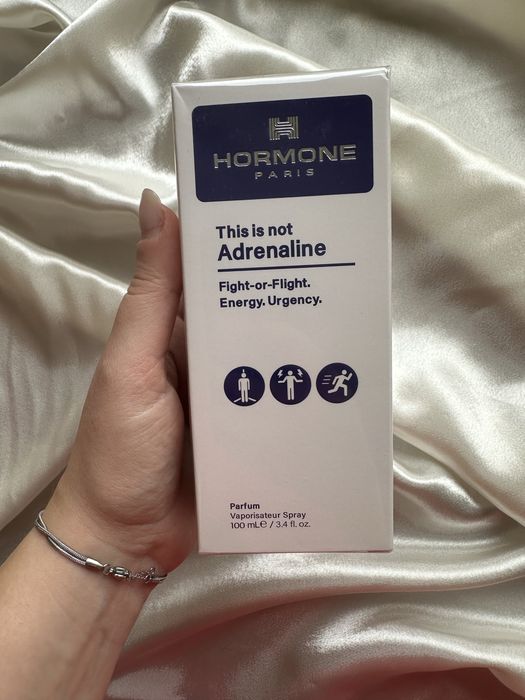 HORMONE
PARIS
This is not
Adrenaline
Fight-or-Flight.
Energy. Urgency.
Parfum
Vaporisateur Spray
100 mL℮ / 3.4 fl. oz.